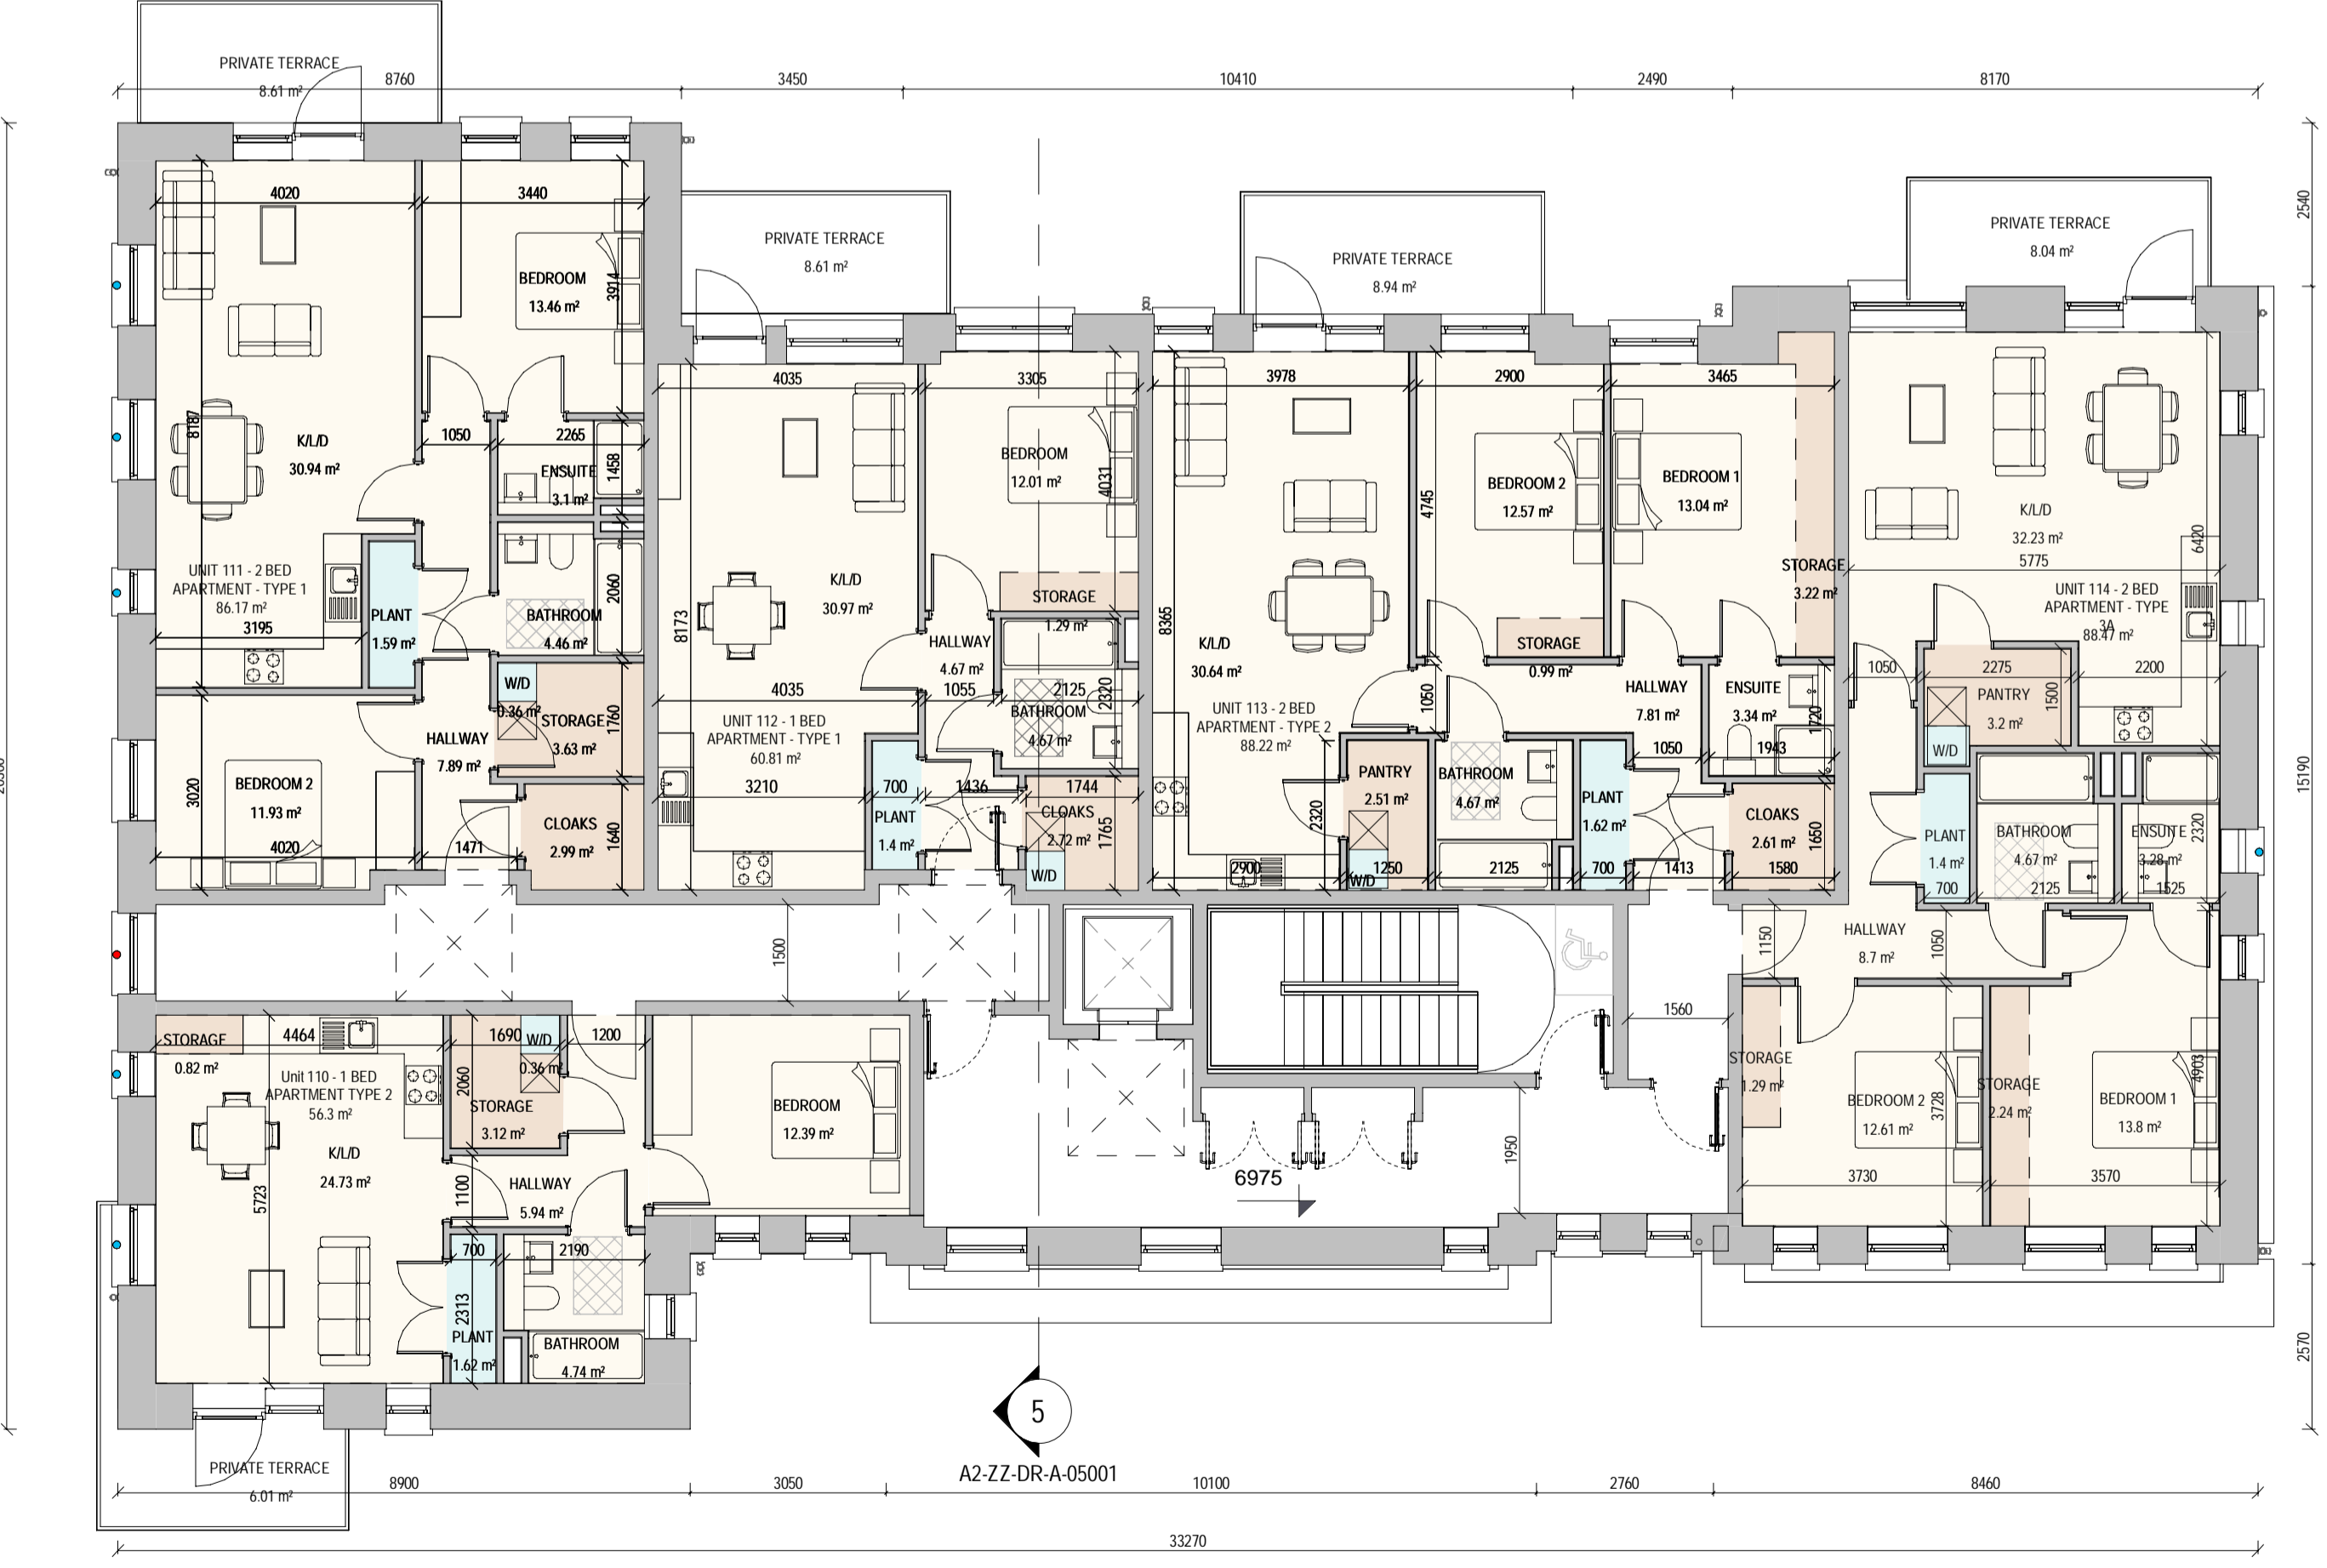 PRIVATE TERRACE
8.61 m²
8760
3450
10410
2490
8170
2540
15190
2570
PRIVATE TERRACE
8.61 m²
PRIVATE TERRACE
8.94 m²
PRIVATE TERRACE
8.04 m²
4020
3440
BEDROOM
13.46 m²
3914
8187
K/L/D
30.94 m²
1050
2265
ENSUITE
3.1 m²
1458
UNIT 111 - 2 BED
APARTMENT - TYPE 1
86.17 m²
3195
PLANT
1.59 m²
BATHROOM
4.46 m²
2060
W/D
0.36 m²
STORAGE
3.63 m²
1760
HALLWAY
7.89 m²
3020
BEDROOM 2
11.93 m²
4020
1471
CLOAKS
2.99 m²
1640
4035
3305
BEDROOM
12.01 m²
4031
K/L/D
30.97 m²
8173
STORAGE
1.29 m²
HALLWAY
4.67 m²
4035
1055
2125
2320
BATHROOM
4.67 m²
UNIT 112 - 1 BED
APARTMENT - TYPE 1
60.81 m²
3210
700
PLANT
1.4 m²
1436
1744
CLOAKS
2.72 m²
1765
W/D
3978
2900
3465
4745
BEDROOM 2
12.57 m²
BEDROOM 1
13.04 m²
STORAGE
3.22 m²
8365
K/L/D
30.64 m²
STORAGE
0.99 m²
1050
HALLWAY
7.81 m²
ENSUITE
3.34 m²
1720
UNIT 113 - 2 BED
APARTMENT - TYPE 2
88.22 m²
1050
1943
PANTRY
2.51 m²
2320
BATHROOM
4.67 m²
PLANT
1.62 m²
CLOAKS
2.61 m²
1650
2900
W/D
1250
2125
700
1413
1580
K/L/D
32.23 m²
5775
6420
UNIT 114 - 2 BED
APARTMENT - TYPE
3A
88.47 m²
1050
2275
2200
PANTRY
3.2 m²
1500
W/D
PLANT
1.4 m²
700
BATHROOM
4.67 m²
2125
ENSUITE
3.28 m²
2320
1525
1150
HALLWAY
8.7 m²
1050
1500
1560
STORAGE
0.82 m²
4464
1690
W/D
0.36 m²
1200
2060
STORAGE
3.12 m²
Unit 110 - 1 BED
APARTMENT TYPE 2
56.3 m²
K/L/D
24.73 m²
5723
BEDROOM
12.39 m²
1100
HALLWAY
5.94 m²
700
2190
2313
PLANT
1.62 m²
BATHROOM
4.74 m²
6975
1950
STORAGE
1.29 m²
BEDROOM 2
12.61 m²
3728
3730
STORAGE
2.24 m²
BEDROOM 1
13.8 m²
4903
3570
PRIVATE TERRACE
6.01 m²
5
A2-ZZ-DR-A-05001
8900
3050
10100
2760
8460
33270